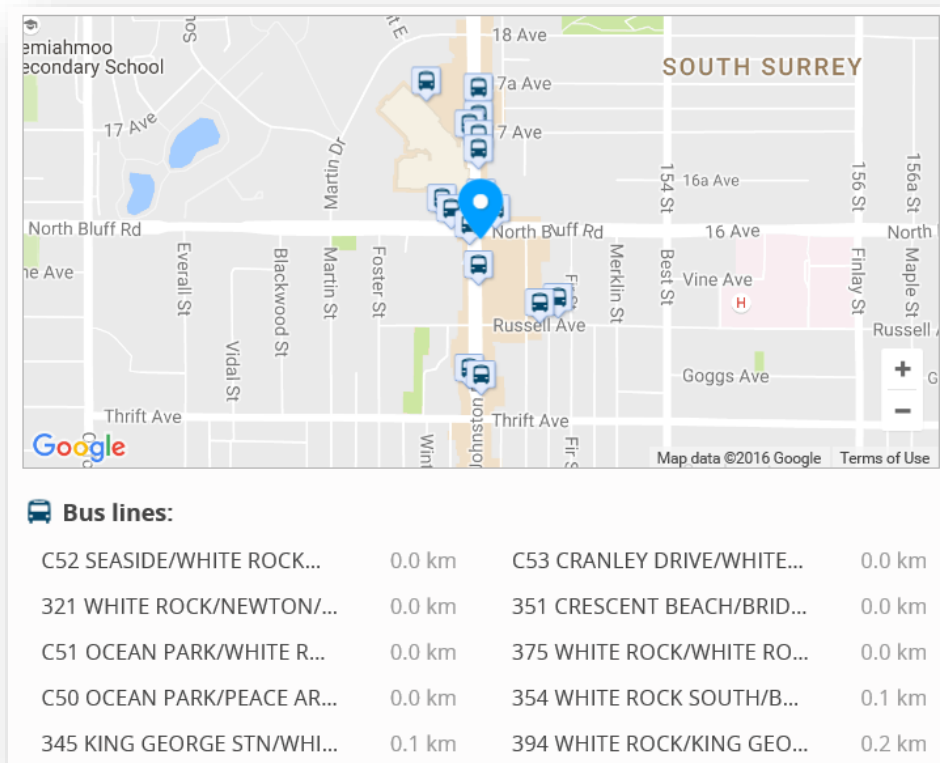 18 Ave
emiahmoo
econdary School
SOUTH SURREY
7a Ave
17 Ave
7 Ave
Martin Dr
154 St
16a Ave
156 St
156a St
North Bluff Rd
North Bluff Rd
16 Ave
North
ne Ave
Everall St
Blackwood St
Martin St
Foster St
Merklin St
Best St
Vine Ave
Finlay St
Maple St
H
Russell Ave
Russell
Vidal St
Goggs Ave
+
Thrift Ave
Johnston
Thrift Ave
−
Google
Wint
Fir S
Map data ©2016 Google
Terms of Use
Bus lines:
C52 SEASIDE/WHITE ROCK... 0.0 km C53 CRANLEY DRIVE/WHITE... 0.0 km
321 WHITE ROCK/NEWTON/... 0.0 km 351 CRESCENT BEACH/BRID... 0.0 km
C51 OCEAN PARK/WHITE R... 0.0 km 375 WHITE ROCK/WHITE RO... 0.0 km
C50 OCEAN PARK/PEACE AR... 0.0 km 354 WHITE ROCK SOUTH/B... 0.1 km
345 KING GEORGE STN/WHI... 0.1 km 394 WHITE ROCK/KING GEO... 0.2 km